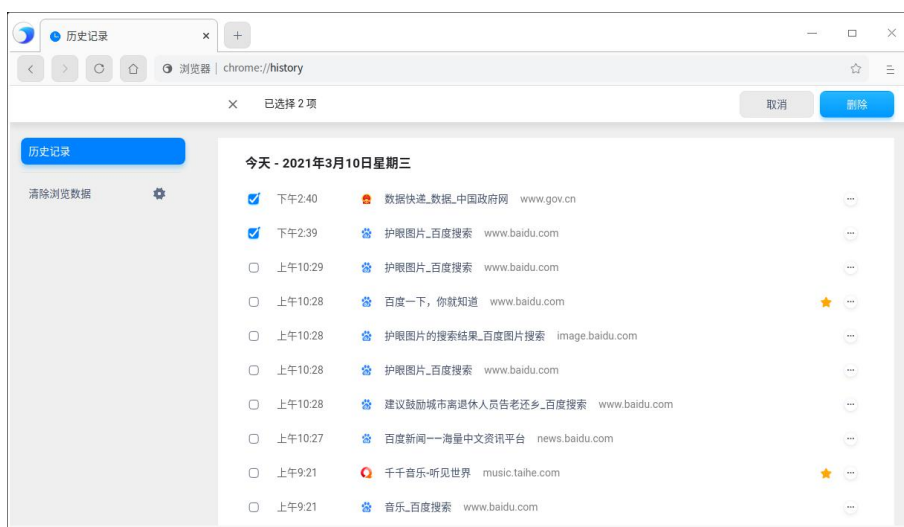 历史记录
浏览器 | chrome://history
已选择 2 项 取消 删除
历史记录
清除浏览数据
今天 - 2021年3月10日星期三
下午2:40 数据快递_数据_中国政府网 www.gov.cn
下午2:39 护眼图片_百度搜索 www.baidu.com
上午10:29 护眼图片_百度搜索 www.baidu.com
上午10:28 百度一下，你就知道 www.baidu.com
上午10:28 护眼图片的搜索结果_百度图片搜索 image.baidu.com
上午10:28 护眼图片_百度搜索 www.baidu.com
上午10:28 建议鼓励城市离退休人员告老还乡_百度搜索 www.baidu.com
上午10:27 百度新闻——海量中文资讯平台 news.baidu.com
上午9:21 千千音乐-听见世界 music.taihe.com
上午9:21 音乐_百度搜索 www.baidu.com